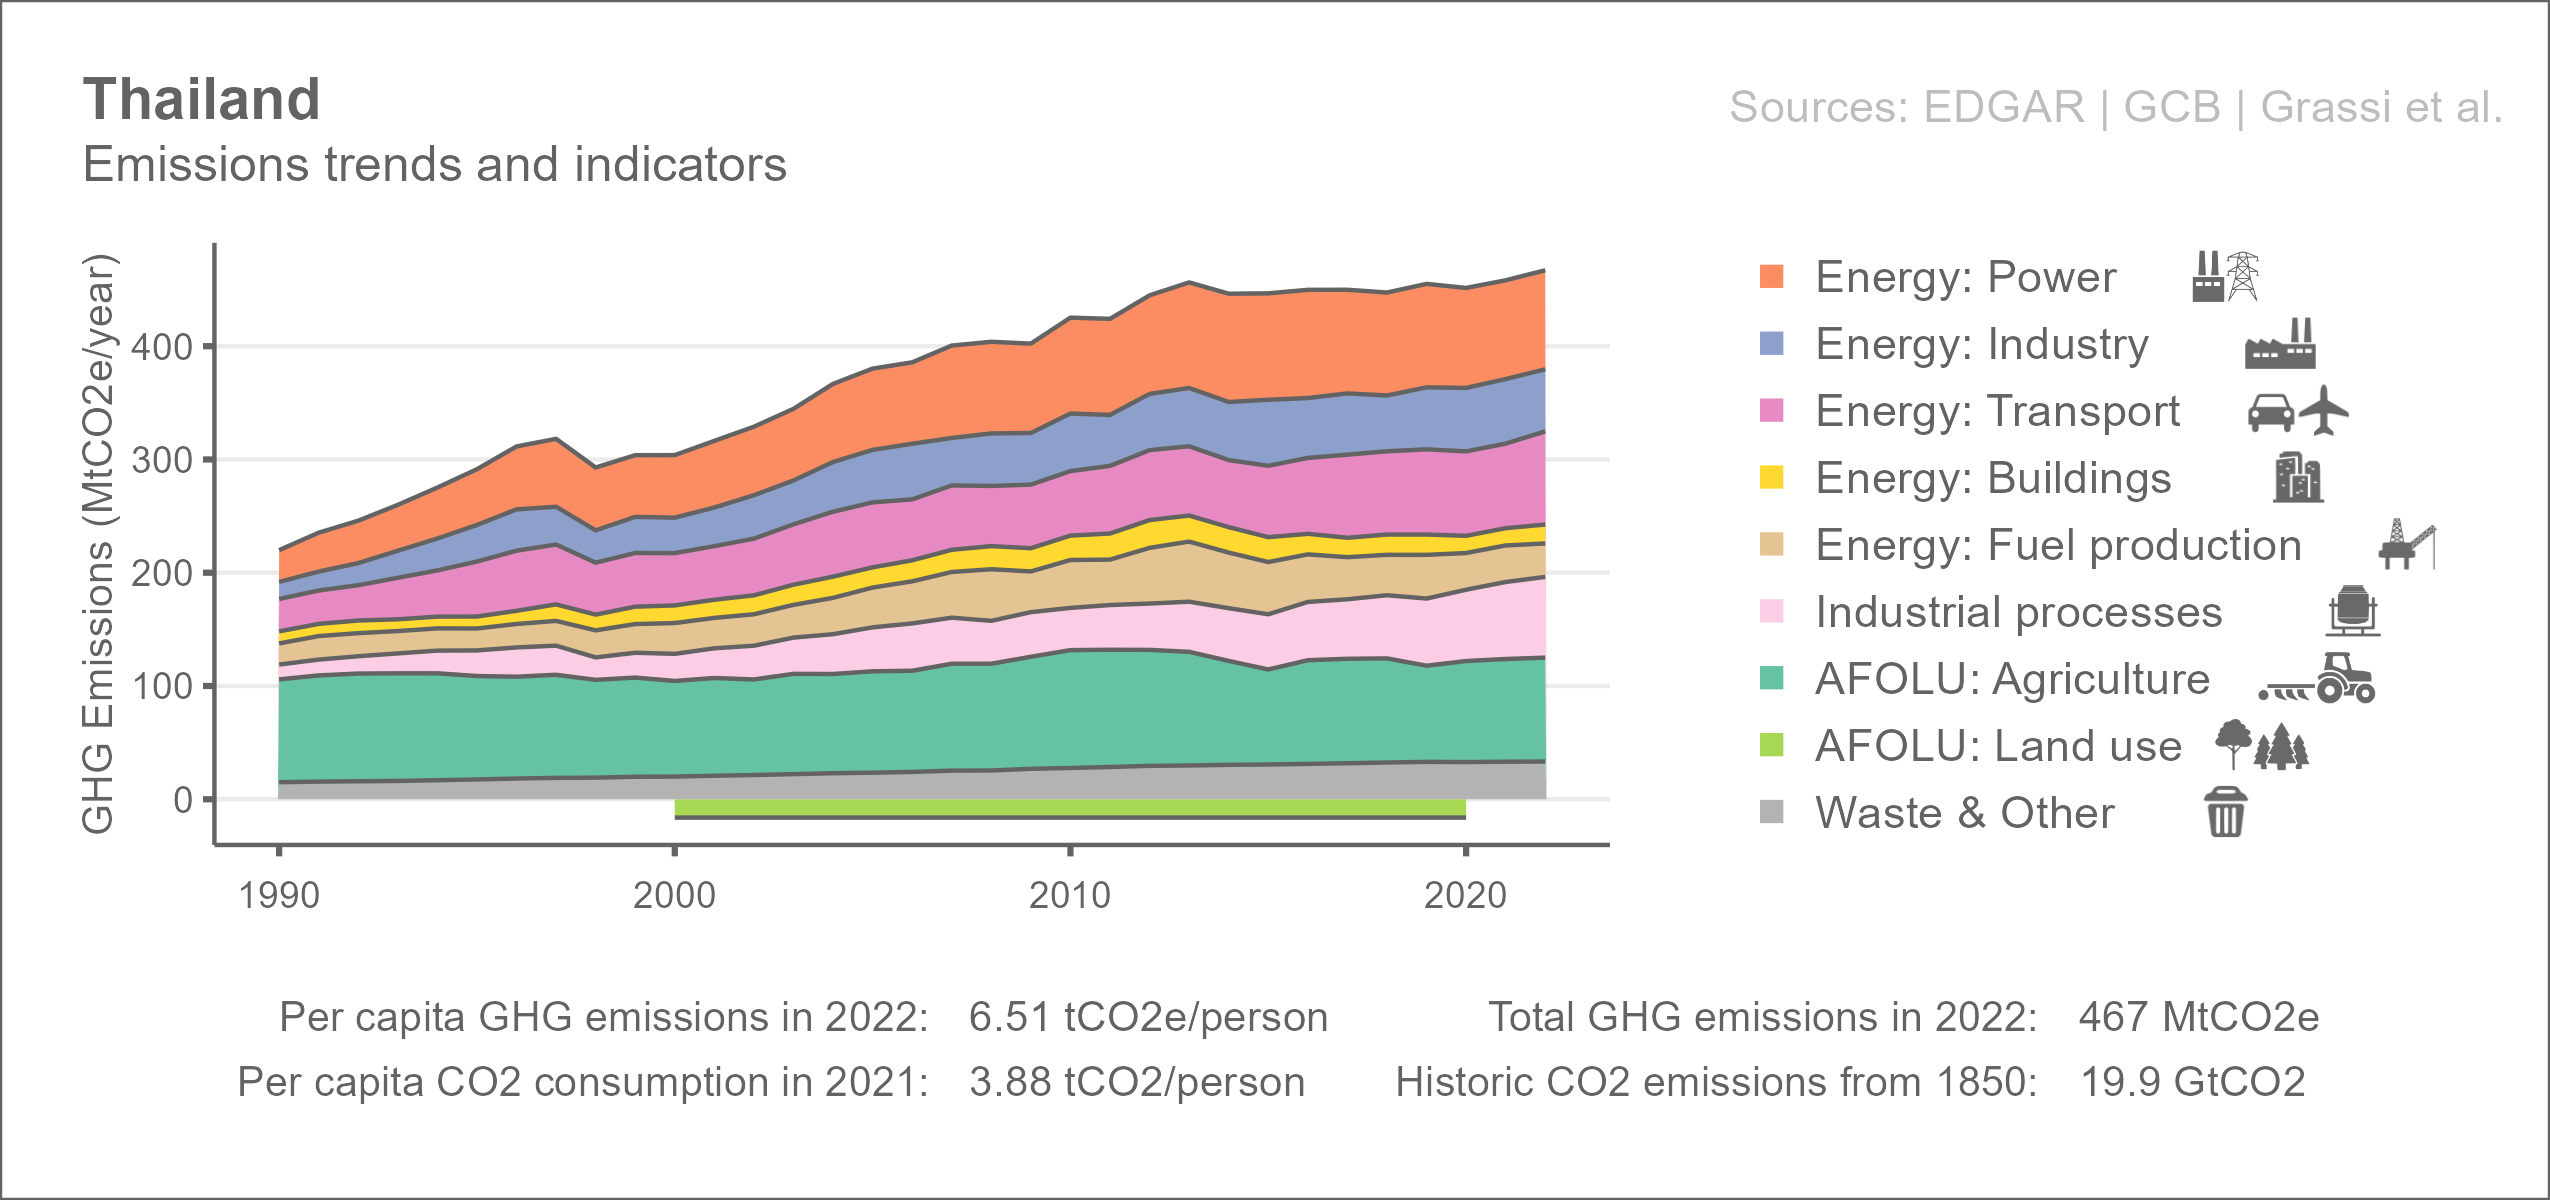 Thailand
Sources: EDGAR | GCB | Grassi et al.
Emissions trends and indicators
GHG Emissions (MtCO2e/year)
400
300
200
100
0
1990
2000
2010
2020
Energy: Power
Energy: Industry
Energy: Transport
Energy: Buildings
Energy: Fuel production
Industrial processes
AFOLU: Agriculture
AFOLU: Land use
Waste & Other
Per capita GHG emissions in 2022: 6.51 tCO2e/person
Total GHG emissions in 2022: 467 MtCO2e
Per capita CO2 consumption in 2021: 3.88 tCO2/person
Historic CO2 emissions from 1850: 19.9 GtCO2